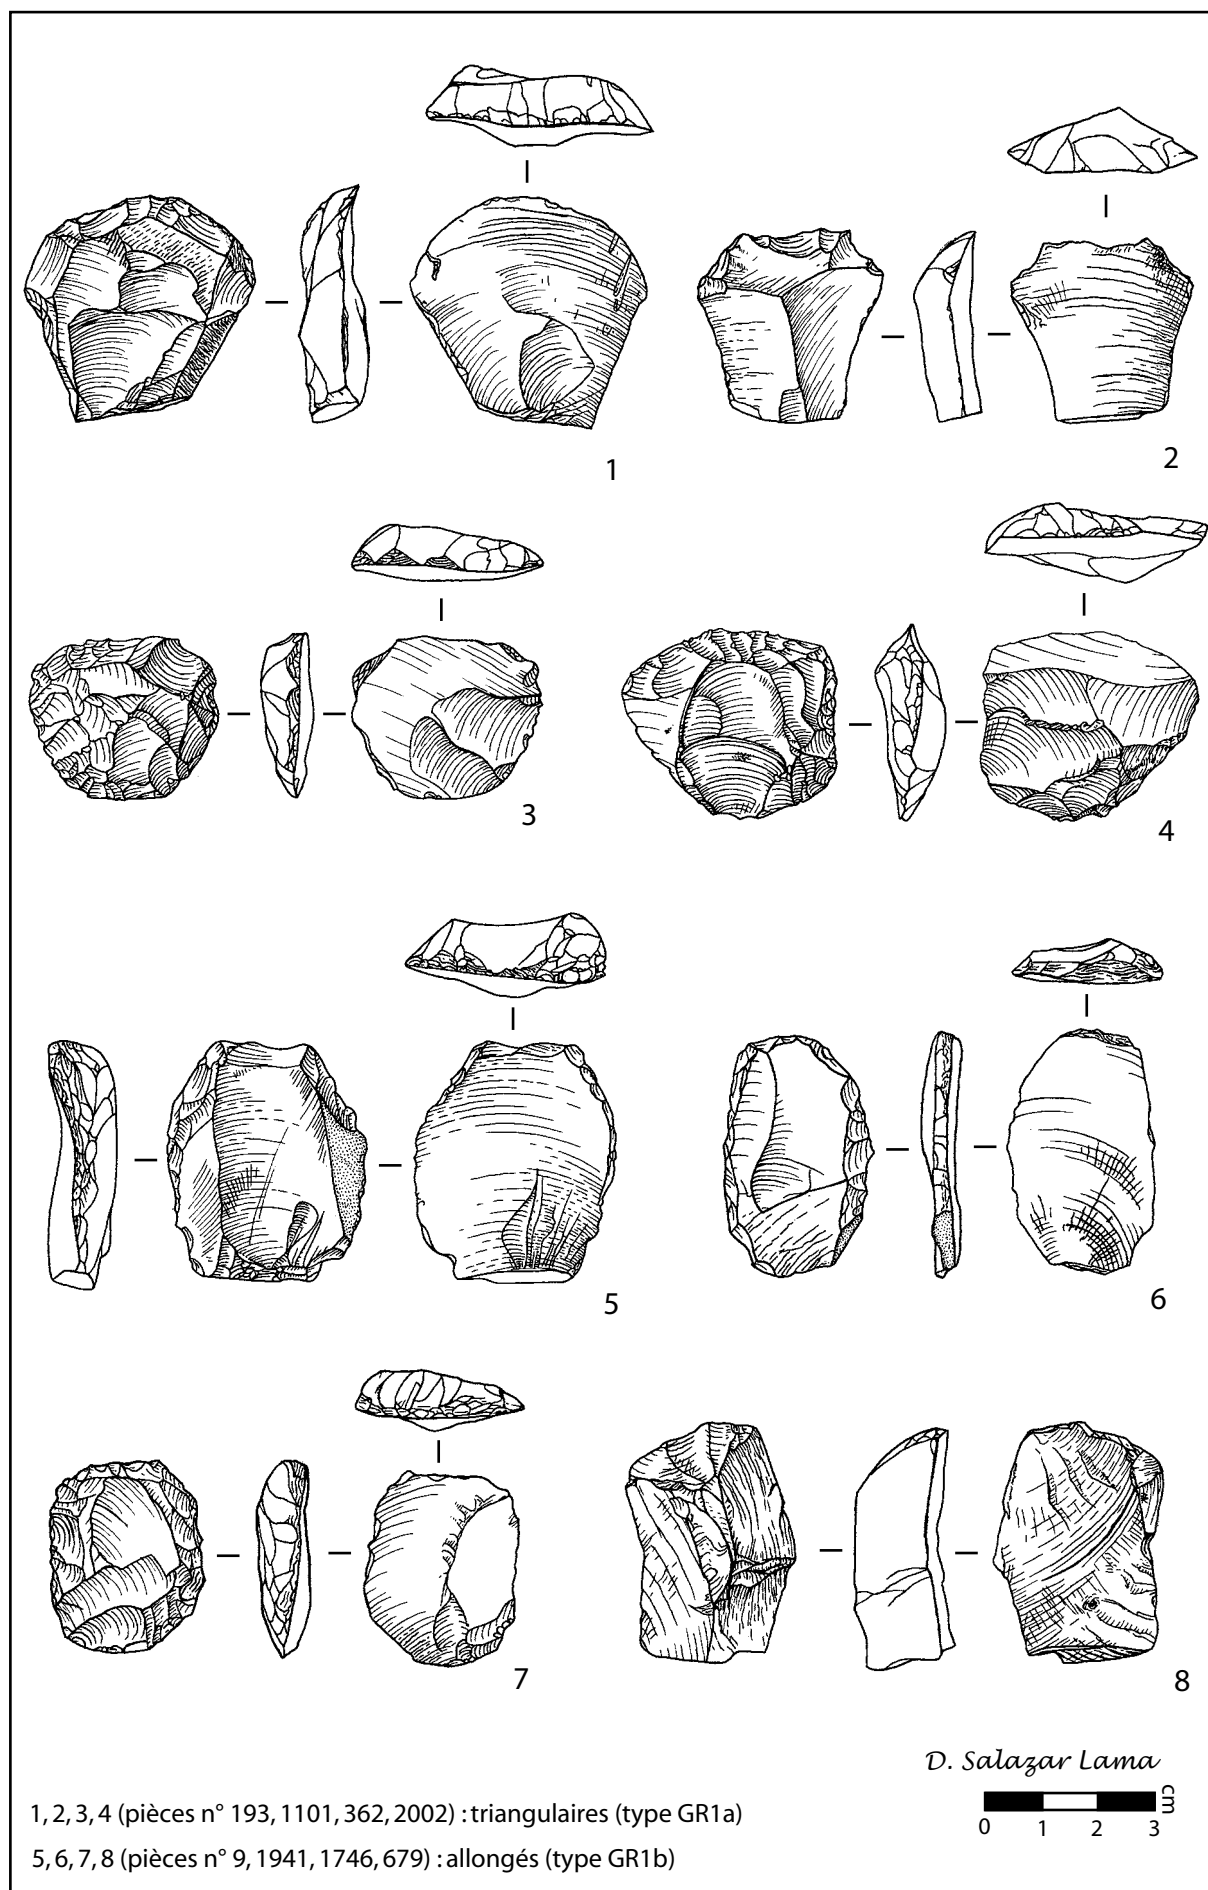 1
2
3
4
5
6
7
8
D. Salazar Lama
cm
0 1 2 3
1, 2, 3, 4 (pièces n° 193, 1101, 362, 2002) : triangulaires (type GR1a)
5, 6, 7, 8 (pièces n° 9, 1941, 1746, 679) : allongés (type GR1b)